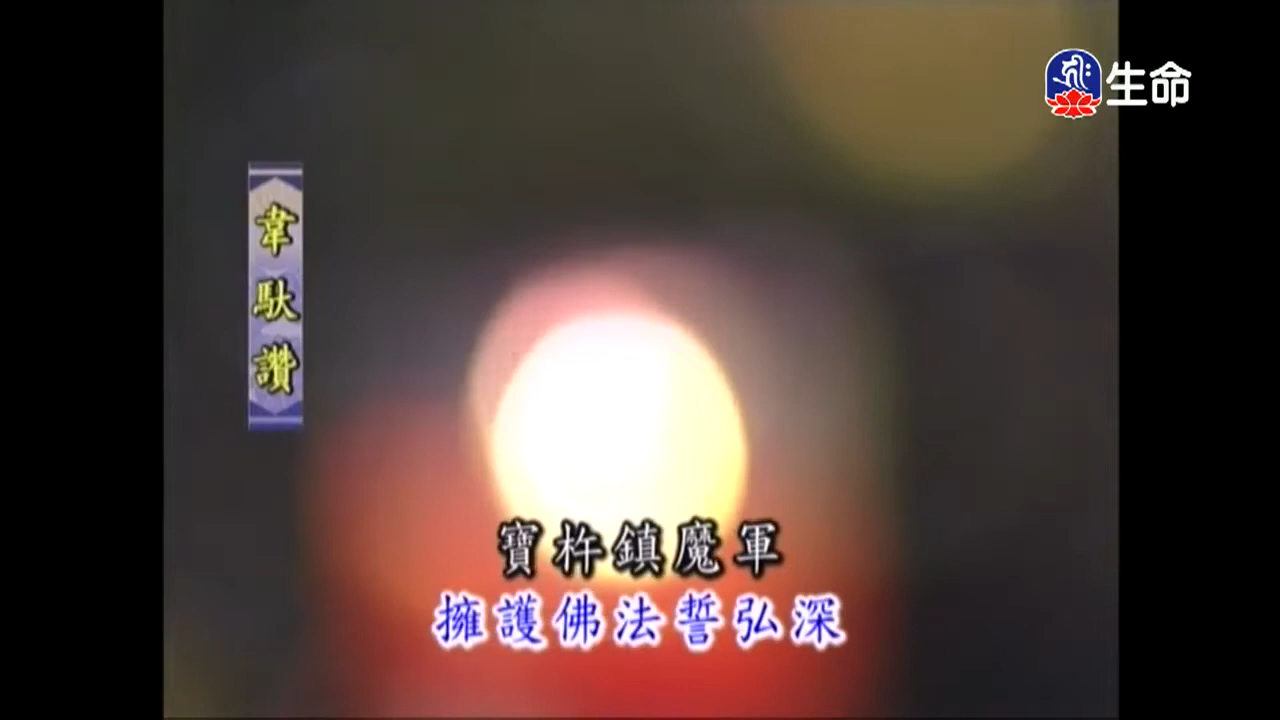 生命
韋馱讚
寶杵鎮魔軍
擁護佛法誓弘深